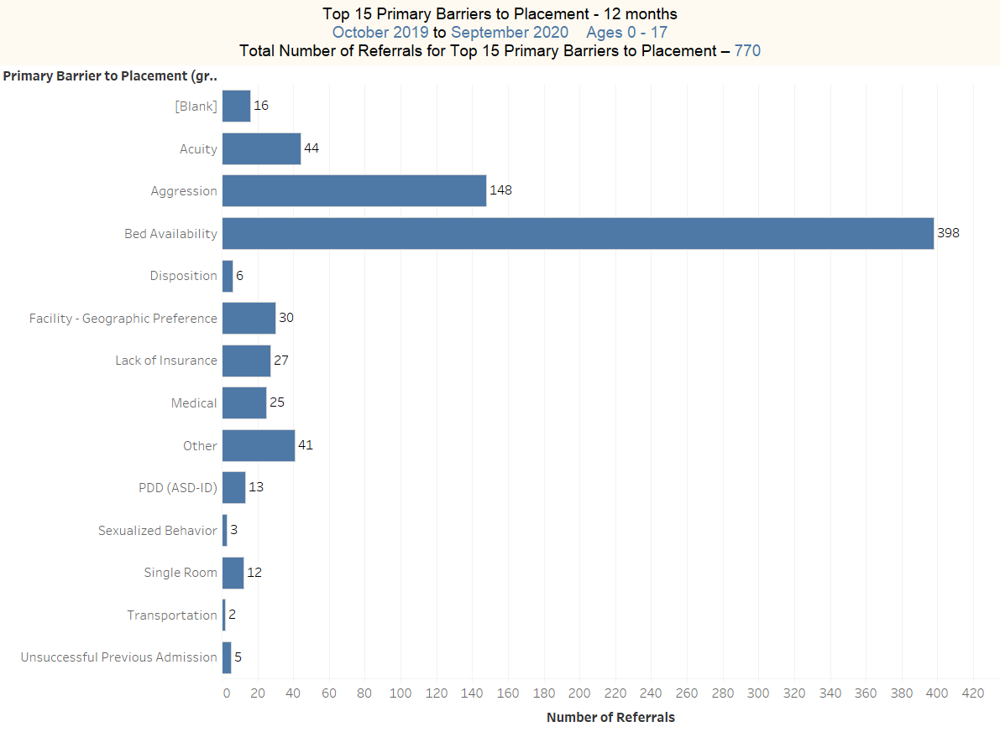 Top 15 Primary Barriers to Placement - 12 months
October 2019 to September 2020 Ages 0 - 17
Total Number of Referrals for Top 15 Primary Barriers to Placement – 770
Primary Barrier to Placement (gr..
[Blank] 16
Acuity 44
Aggression 148
Bed Availability 398
Disposition 6
Facility - Geographic Preference 30
Lack of Insurance 27
Medical 25
Other 41
PDD (ASD-ID) 13
Sexualized Behavior 3
Single Room 12
Transportation 2
Unsuccessful Previous Admission 5
0 20 40 60 80 100 120 140 160 180 200 220 240 260 280 300 320 340 360 380 400 420
Number of Referrals